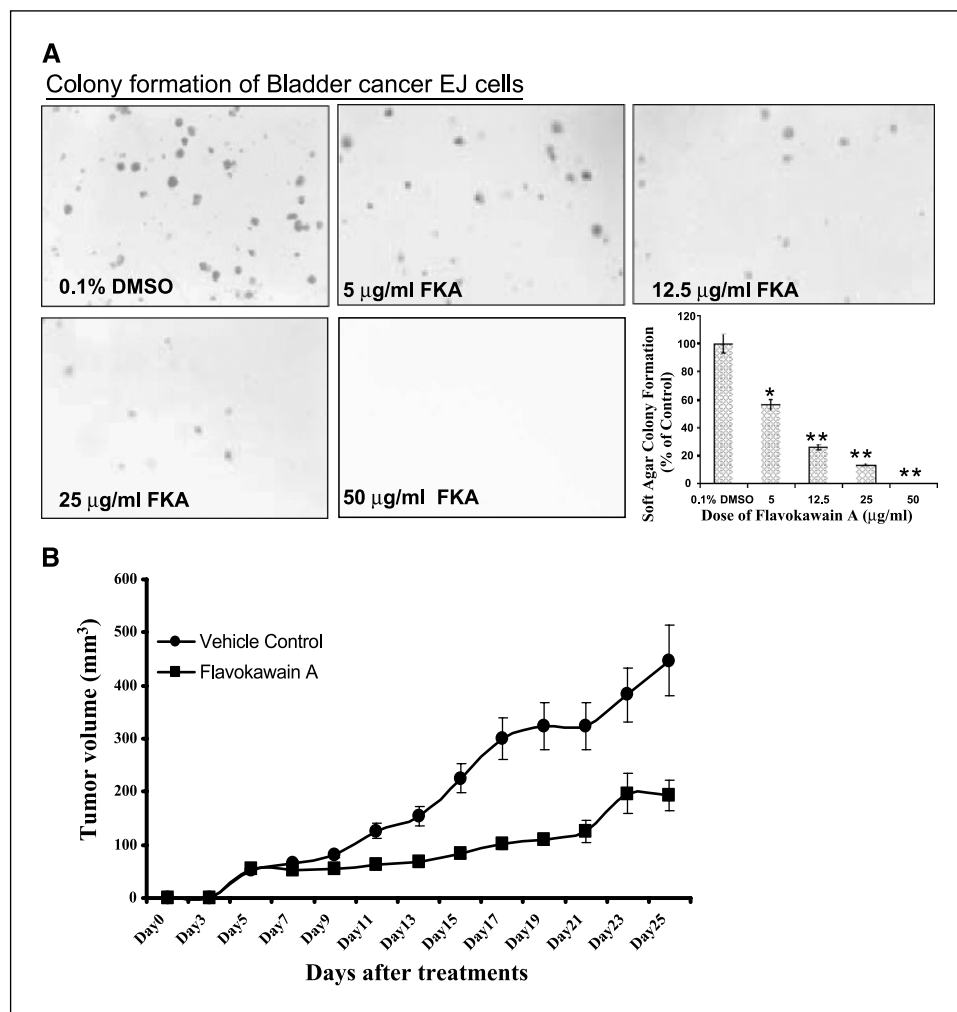 A
Colony formation of Bladder cancer EJ cells
0.1% DMSO
5 μg/ml FKA
12.5 μg/ml FKA
25 μg/ml FKA
50 μg/ml FKA
Soft Agar Colony Formation
(% of Control)
120
100
80
60
40
20
0
*
**
**
**
0.1% DMSO 5 12.5 25 50
Dose of Flavokawain A (μg/ml)
B
Tumor volume (mm³)
600
500
400
300
200
100
0
Vehicle Control
Flavokawain A
Day0 Day3 Day5 Day7 Day9 Day11 Day13 Day15 Day17 Day19 Day21 Day23 Day25
Days after treatments